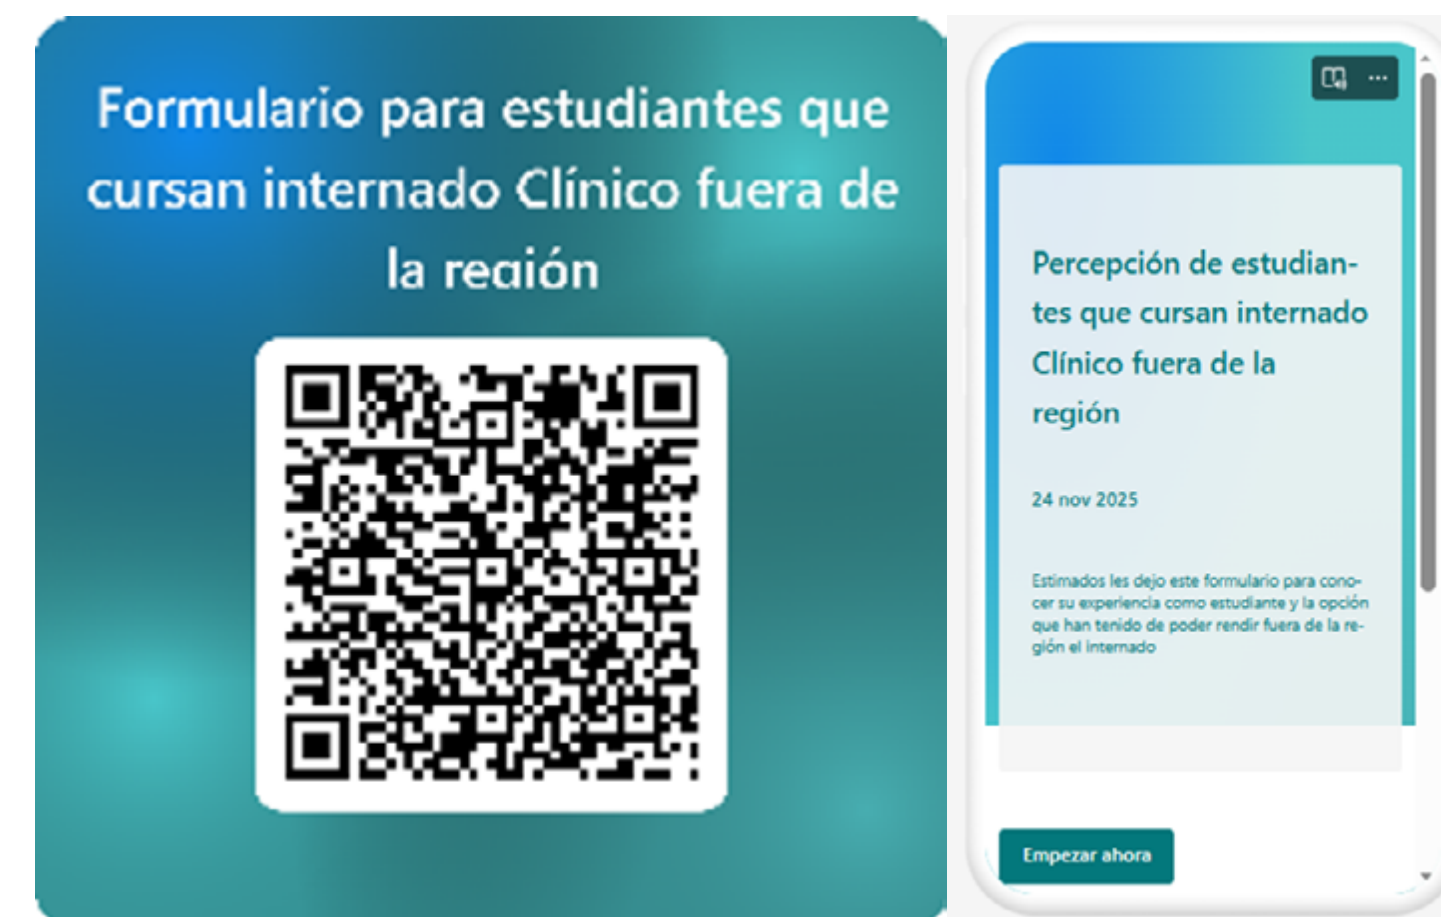 Formulario para estudiantes que
cursan internado Clínico fuera de
la región
Percepción de estudian-
tes que cursan internado
Clínico fuera de la
región
24 nov 2025
Estimados les dejo este formulario para cono-
cer su experiencia como estudiante y la opción
que han tenido de poder rendir fuera de la re-
gión el internado
Empezar ahora